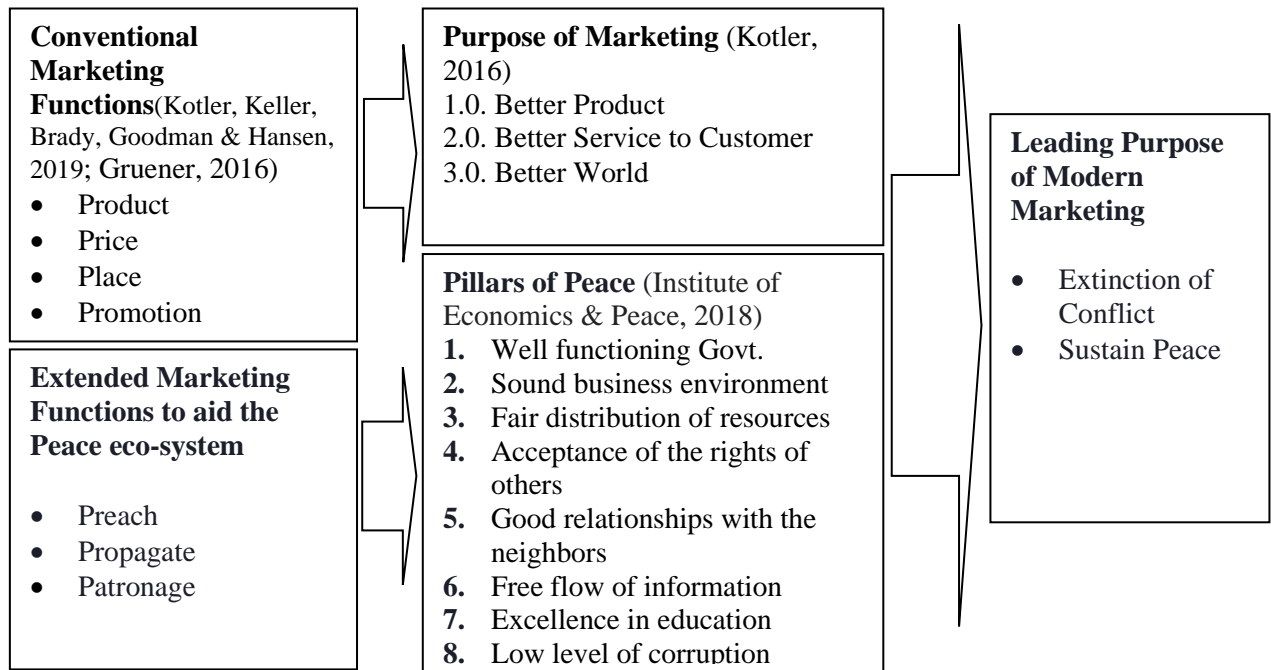 Conventional
Marketing
Functions(Kotler, Keller,
Brady, Goodman & Hansen,
2019; Gruener, 2016)
• Product
• Price
• Place
• Promotion
Extended Marketing
Functions to aid the
Peace eco-system
• Preach
• Propagate
• Patronage
Purpose of Marketing (Kotler,
2016)
1.0. Better Product
2.0. Better Service to Customer
3.0. Better World
Pillars of Peace (Institute of
Economics & Peace, 2018)
1. Well functioning Govt.
2. Sound business environment
3. Fair distribution of resources
4. Acceptance of the rights of
others
5. Good relationships with the
neighbors
6. Free flow of information
7. Excellence in education
8. Low level of corruption
Leading Purpose
of Modern
Marketing
• Extinction of
Conflict
• Sustain Peace